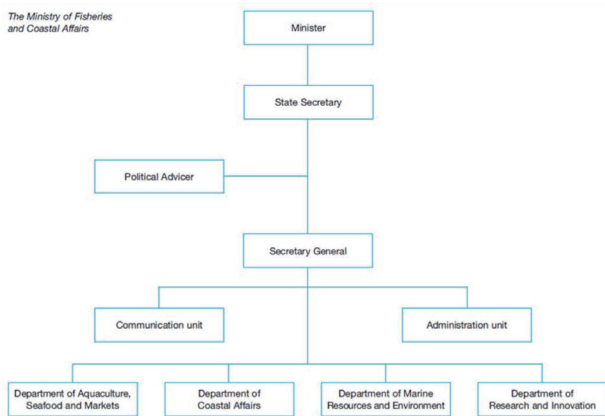 The Ministry of Fisheries
and Coastal Affairs
Minister
State Secretary
Political Advicer
Secretary General
Communication unit
Administration unit
Department of Aquaculture,
Seafood and Markets
Department of
Coastal Affairs
Department of Marine
Resources and Environment
Department of
Research and Innovation